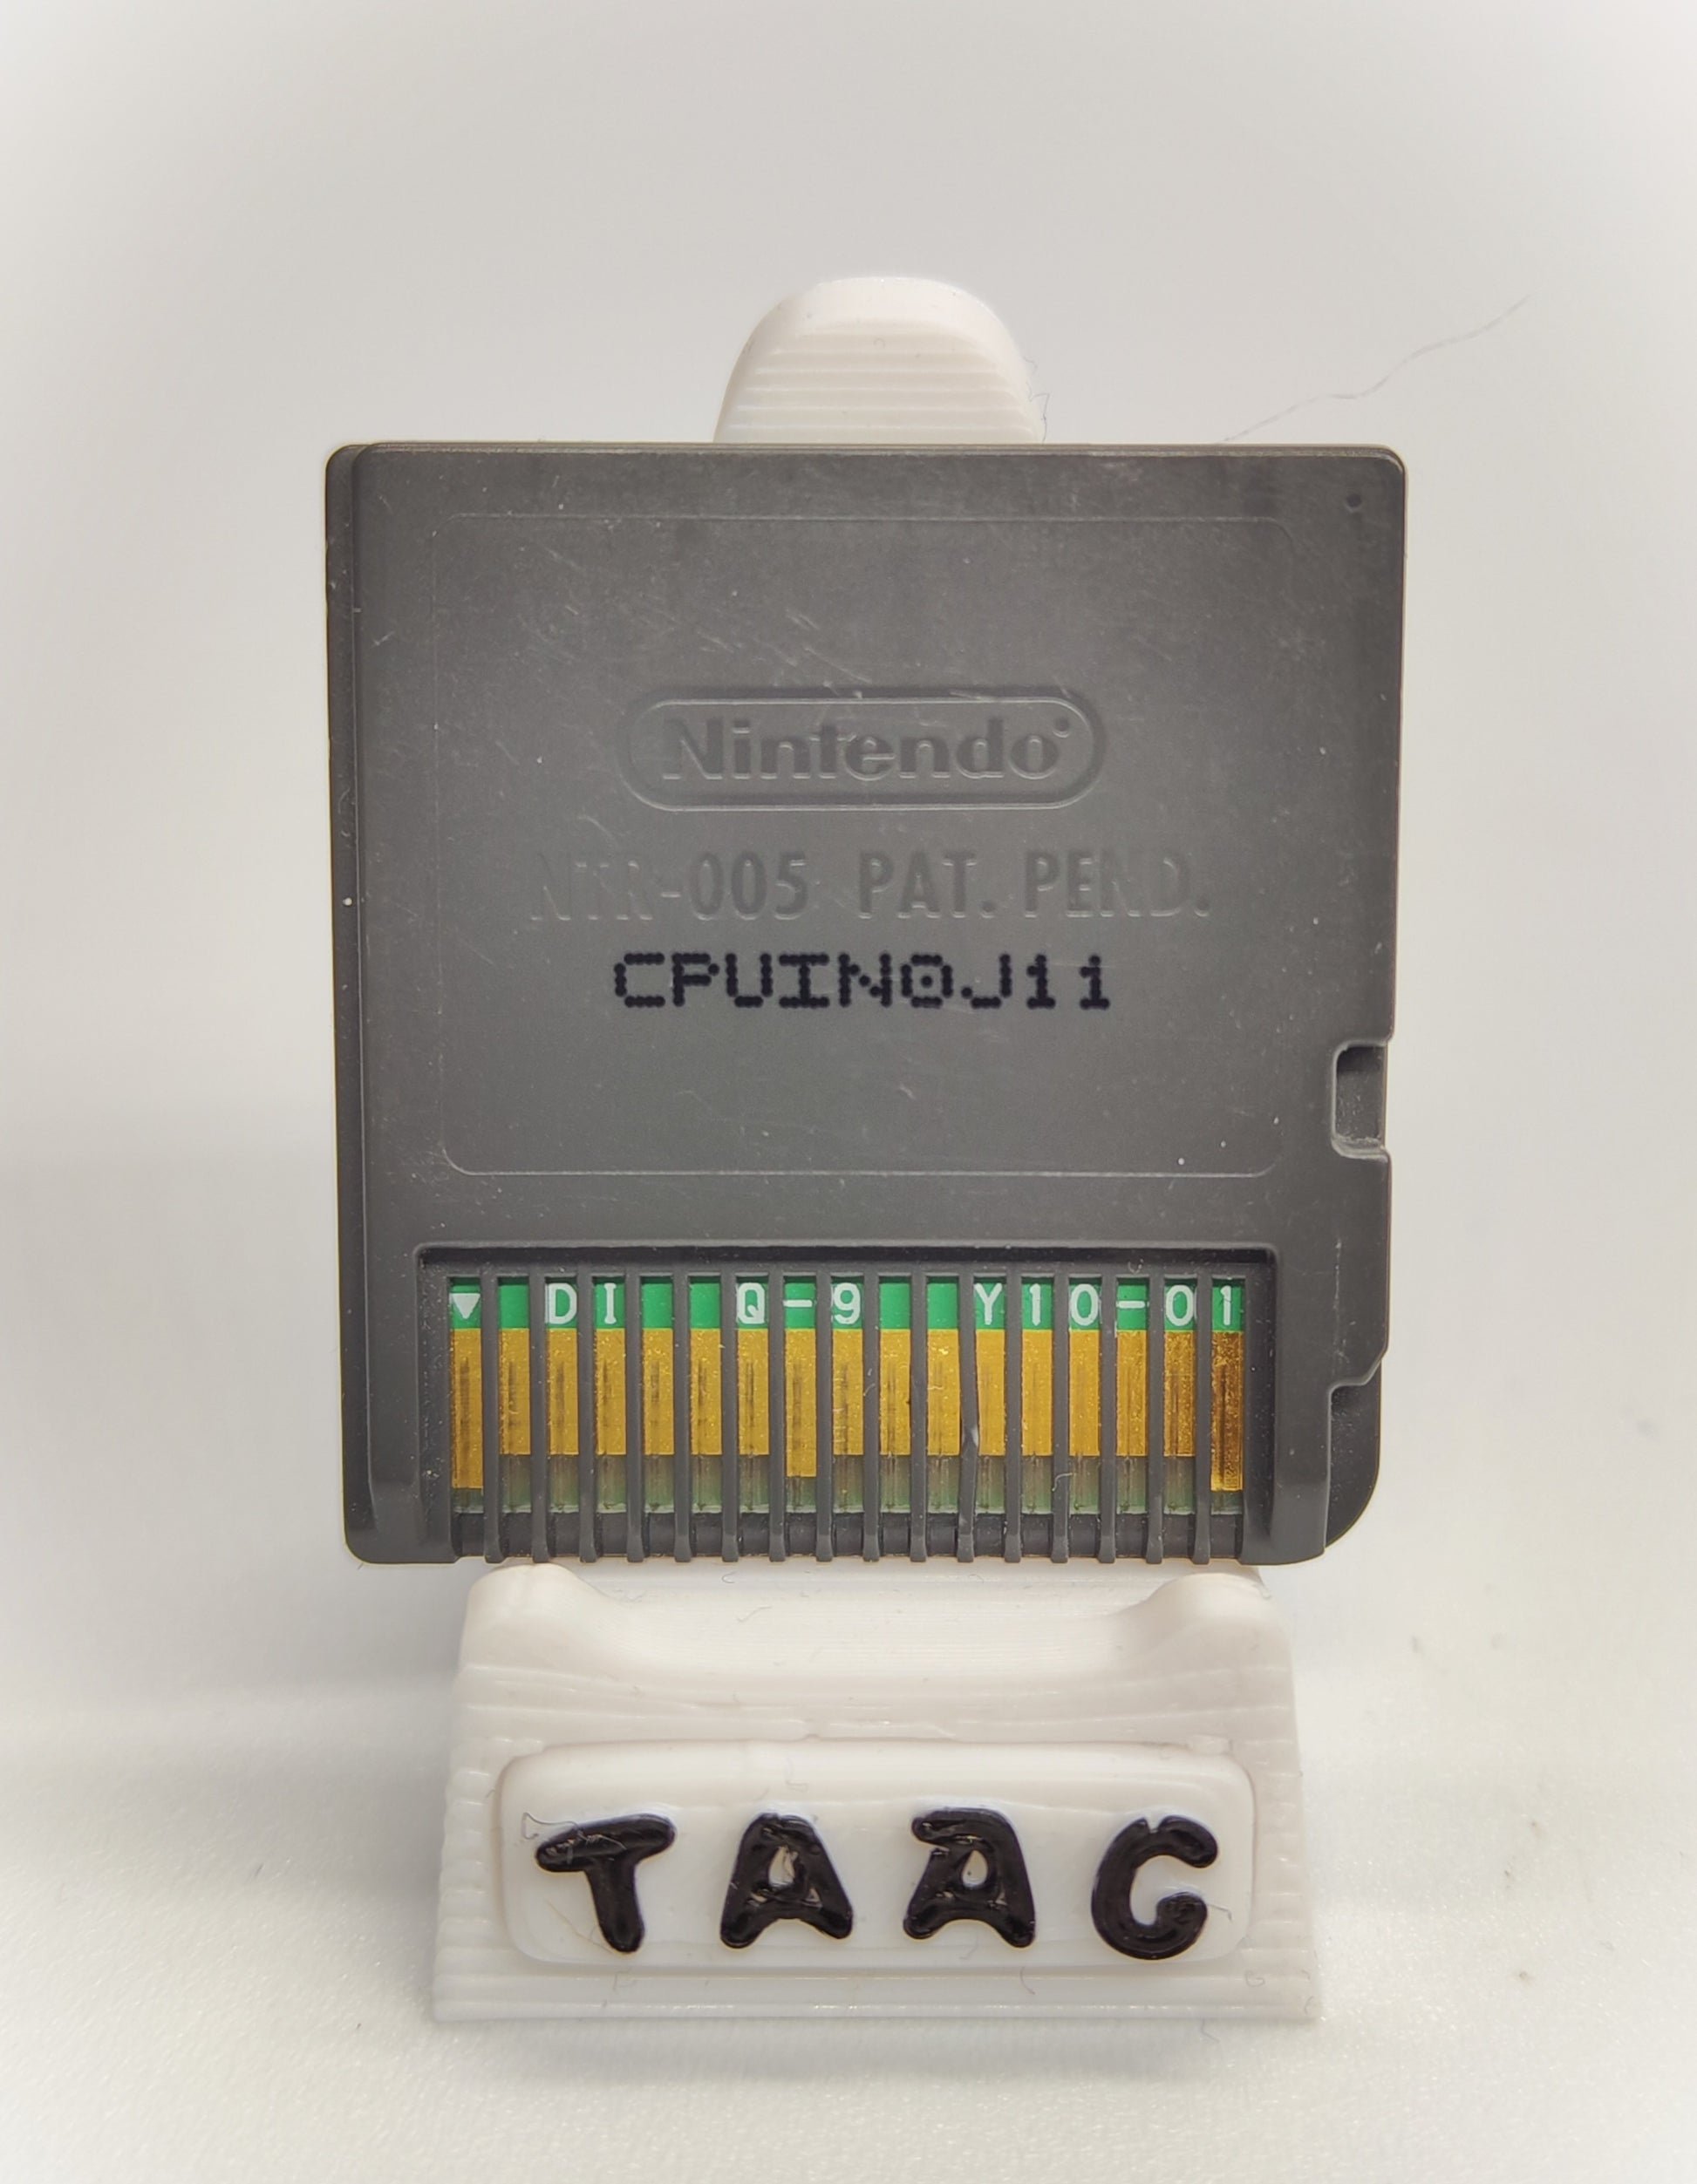 Nintendo
NTR-005 PAT. PEND.
CPUIN0J11
▼ DI Q-9 Y10-01
TAAC